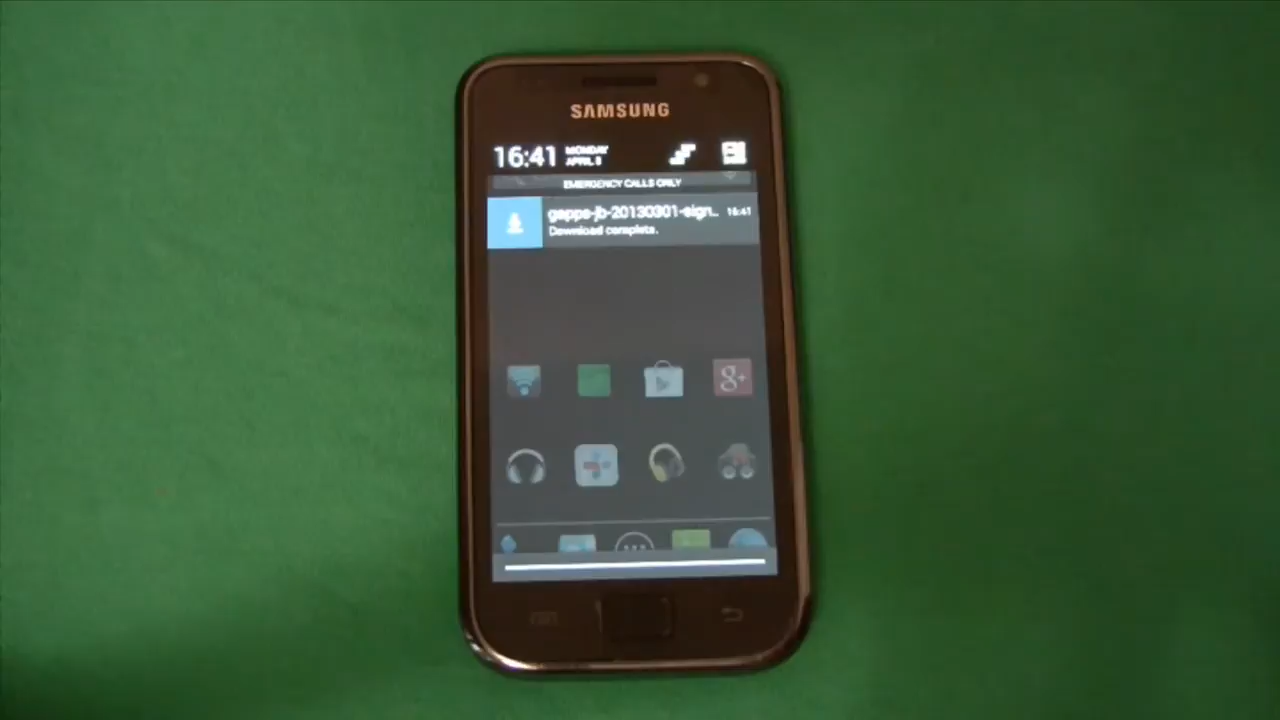 SAMSUNG
16:41 MONDAY
APRIL 8
EMERGENCY CALLS ONLY
gapps-jb-20130301-sign... 16:41
Download complete.
g+